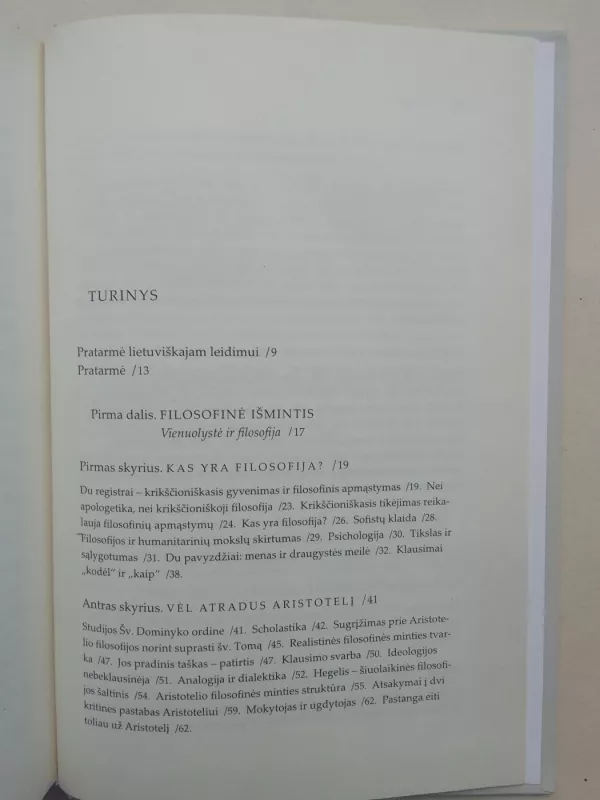 TURINYS
Pratarmė lietuviškajam leidimui /9
Pratarmė /13
Pirma dalis. FILOSOFINĖ IŠMINTIS
Vienuolystė ir filosofija /17
Pirmas skyrius. KAS YRA FILOSOFIJA? /19
Du registrai – krikščioniškasis gyvenimas ir filosofinis apmąstymas /19. Nei
apologetika, nei krikščioniškoji filosofija /23. Krikščioniškasis tikėjimas reika-
lauja filosofinių apmąstymų /24. Kas yra filosofija? /26. Sofistų klaida /28.
Filosofijos ir humanitarinių mokslų skirtumas /29. Psichologija /30. Tikslas ir
sąlygotumas /31. Du pavyzdžiai: menas ir draugystės meilė /32. Klausimai
„kodėl“ ir „kaip“ /38.
Antras skyrius. VĖL ATRADUS ARISTOTELĮ /41
Studijos Šv. Dominyko ordine /41. Scholastika /42. Sugrįžimas prie Aristote-
lio filosofijos norint suprasti šv. Tomą /45. Realistinės filosofinės minties tvar-
ka /47. Jos pradinis taškas – patirtis /47. Klausimo svarba /50. Ideologijos
nebeklausinėja /51. Analogija ir dialektika /52. Hegelis – šiuolaikinės filosofi-
jos šaltinis /54. Aristotelio filosofinės minties struktūra /55. Atsakymai į dvi
kritines pastabas Aristoteliui /59. Mokytojas ir ugdytojas /62. Pastanga eiti
toliau už Aristotelį /62.